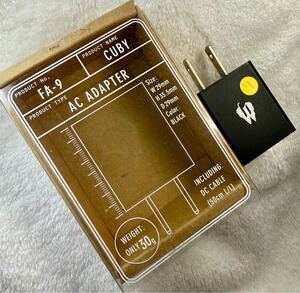 PRODUCT No.
FA-9
PRODUCT NAME
CUBY
PRODUCT TYPE
AC ADAPTER
Size:
W 29mm
H 35.5mm
D 29mm
Color:
BLACK
WEIGHT:
ONLY 30g
INCLUDING:
DC CABLE
(50cm L/L)